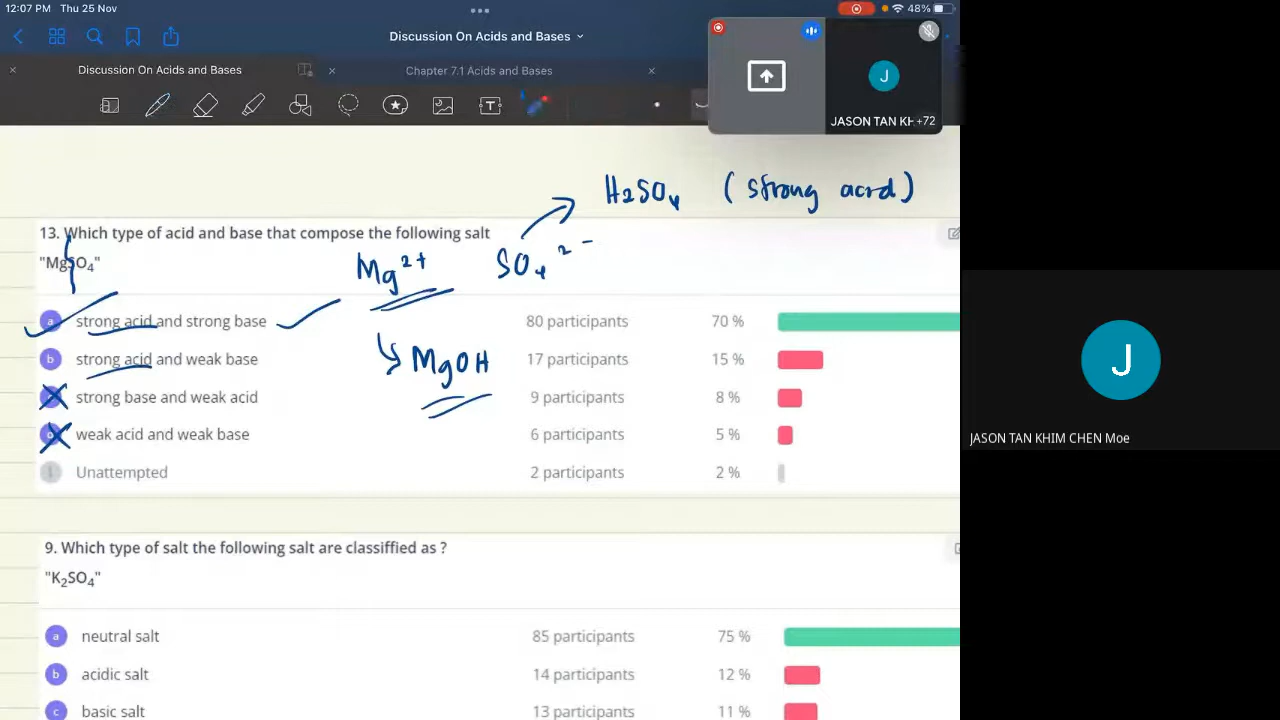 12:07 PM Thu 25 Nov
48%
Discussion On Acids and Bases
Discussion On Acids and Bases
Chapter 7.1 Acids and Bases
J
JASON TAN KH +72
H2SO4 (strong acid)
13. Which type of acid and base that compose the following salt
"MgSO₄"
Mg²⁺ SO₄²⁻
a strong acid and strong base 80 participants 70 %
b strong acid and weak base 17 participants 15 %
MgOH
strong base and weak acid 9 participants 8 %
weak acid and weak base 6 participants 5 %
Unattempted 2 participants 2 %
9. Which type of salt the following salt are classiffied as ?
"K₂SO₄"
a neutral salt 85 participants 75 %
b acidic salt 14 participants 12 %
c basic salt 13 participants 11 %
J
JASON TAN KHIM CHEN Moe